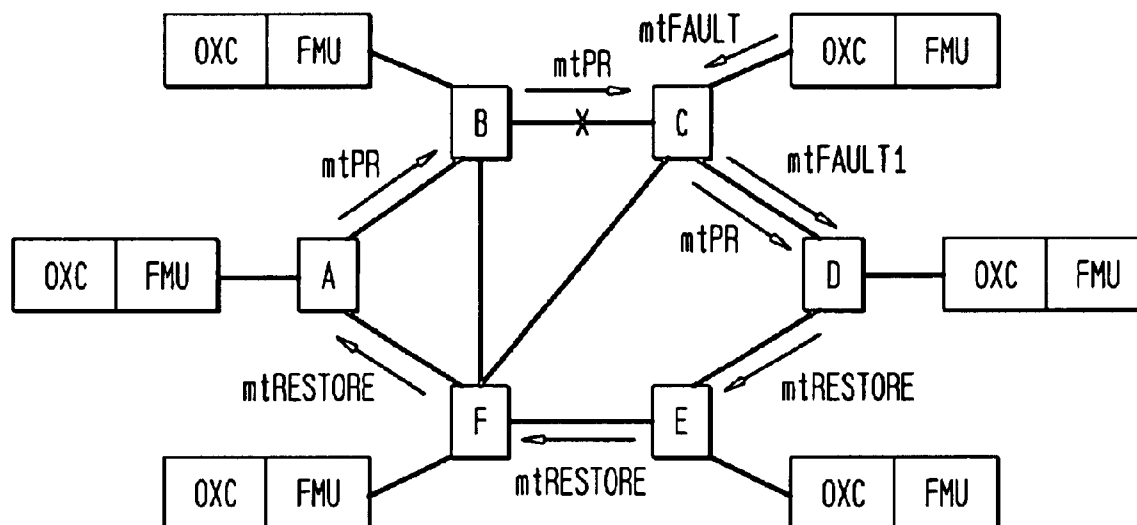 mtFAULT
OXC FMU
OXC FMU
mtPR
B
X
C
mtPR
mtFAULT1
mtPR
OXC FMU
A
D
OXC FMU
mtRESTORE
mtRESTORE
F
E
mtRESTORE
OXC FMU
OXC FMU